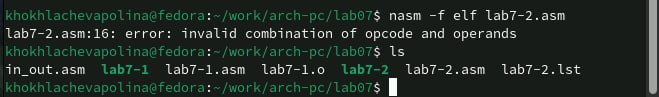 khokhlachevapolina@fedora:~/work/arch-pc/lab07$ nasm -f elf lab7-2.asm
lab7-2.asm:16: error: invalid combination of opcode and operands
khokhlachevapolina@fedora:~/work/arch-pc/lab07$ ls
in_out.asm lab7-1 lab7-1.asm lab7-1.o lab7-2 lab7-2.asm lab7-2.lst
khokhlachevapolina@fedora:~/work/arch-pc/lab07$